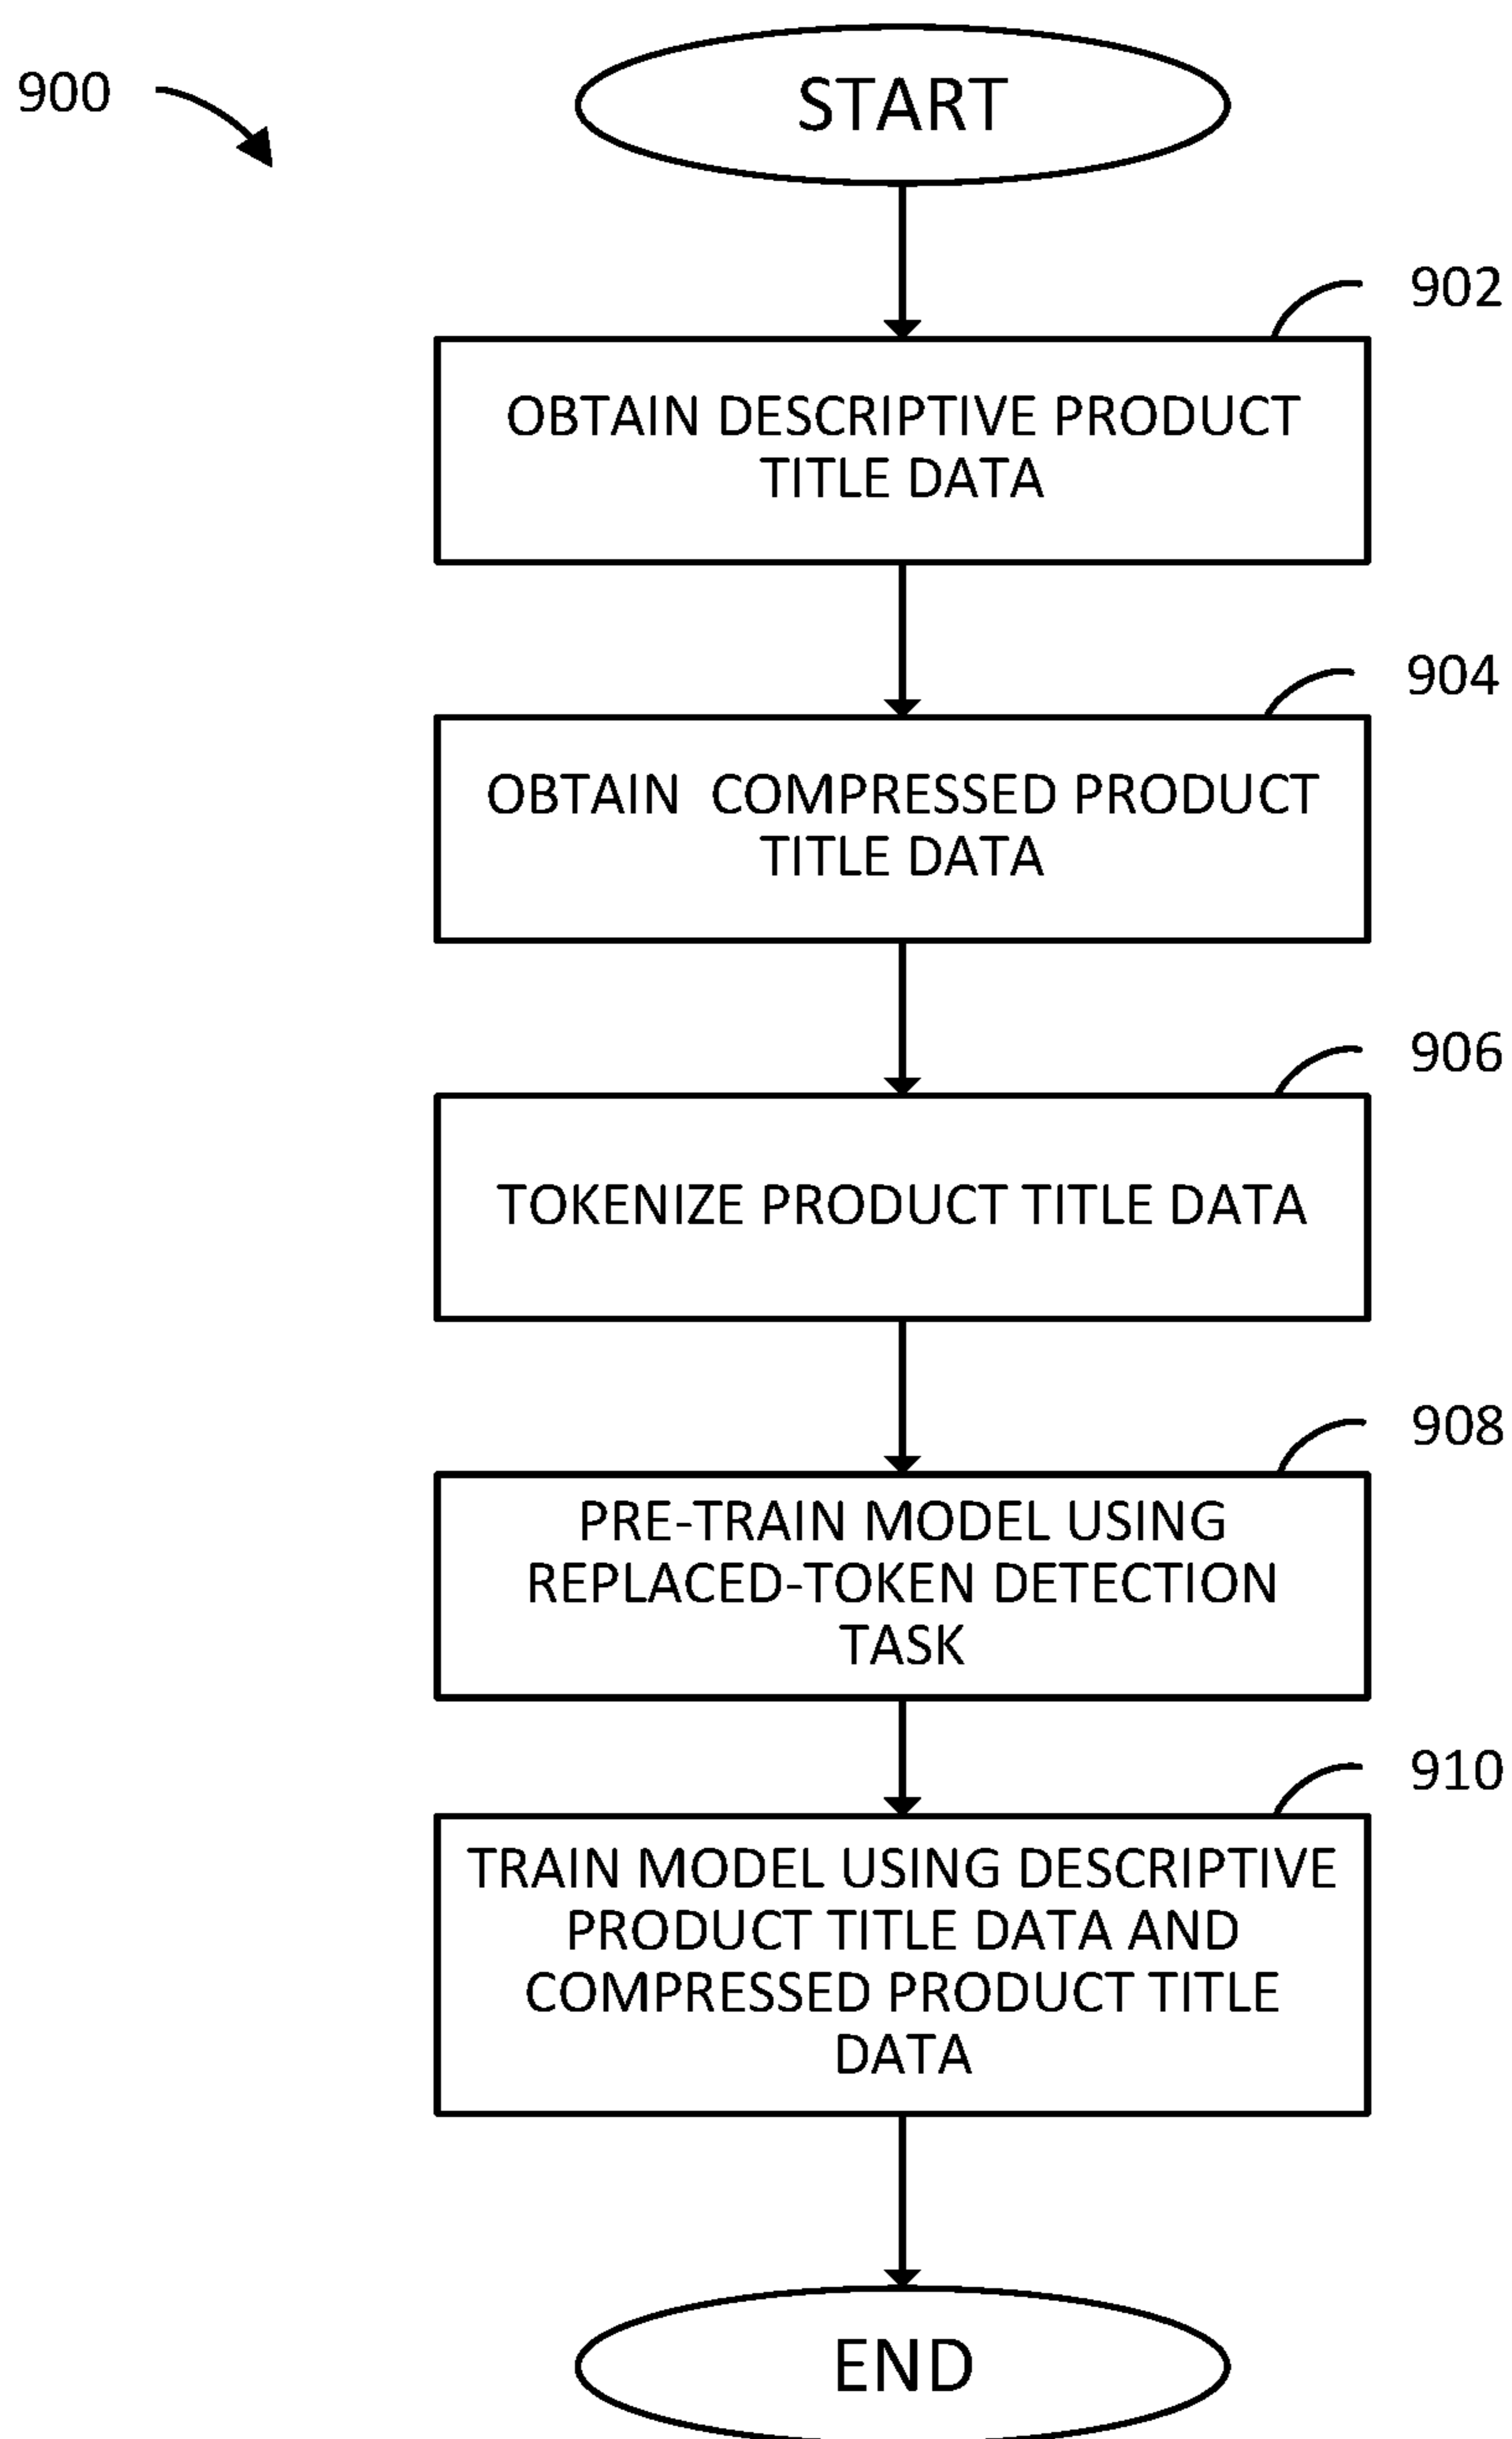 900
START
902
OBTAIN DESCRIPTIVE PRODUCT
TITLE DATA
904
OBTAIN COMPRESSED PRODUCT
TITLE DATA
906
TOKENIZE PRODUCT TITLE DATA
908
PRE-TRAIN MODEL USING
REPLACED-TOKEN DETECTION
TASK
910
TRAIN MODEL USING DESCRIPTIVE
PRODUCT TITLE DATA AND
COMPRESSED PRODUCT TITLE
DATA
END